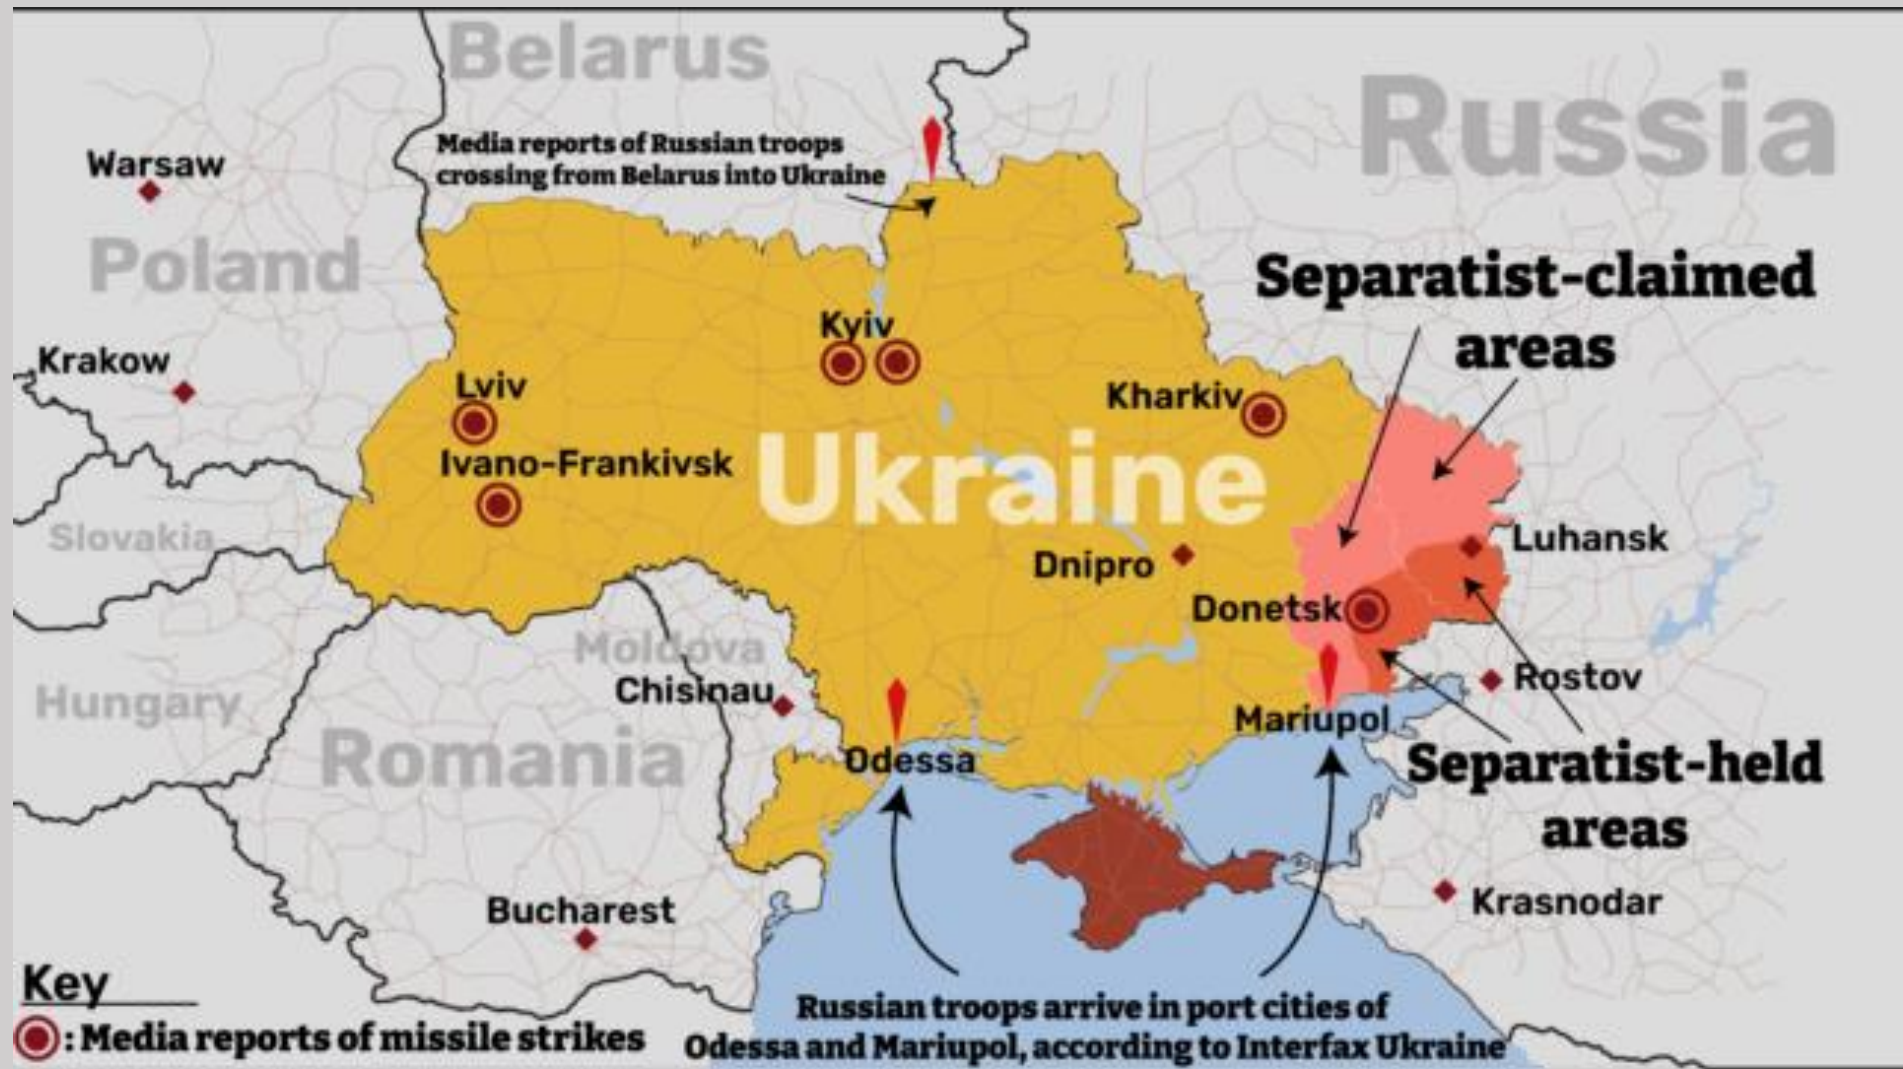 Belarus
Russia
Media reports of Russian troops
crossing from Belarus into Ukraine
Warsaw
Poland
Separatist-claimed
areas
Kyiv
Krakow
Lviv
Kharkiv
Ivano-Frankivsk
Ukraine
Slovakia
Luhansk
Dnipro
Donetsk
Moldova
Rostov
Chisinau
Hungary
Mariupol
Romania
Odessa
Separatist-held
areas
Krasnodar
Bucharest
Key
: Media reports of missile strikes
Russian troops arrive in port cities of
Odessa and Mariupol, according to Interfax Ukraine